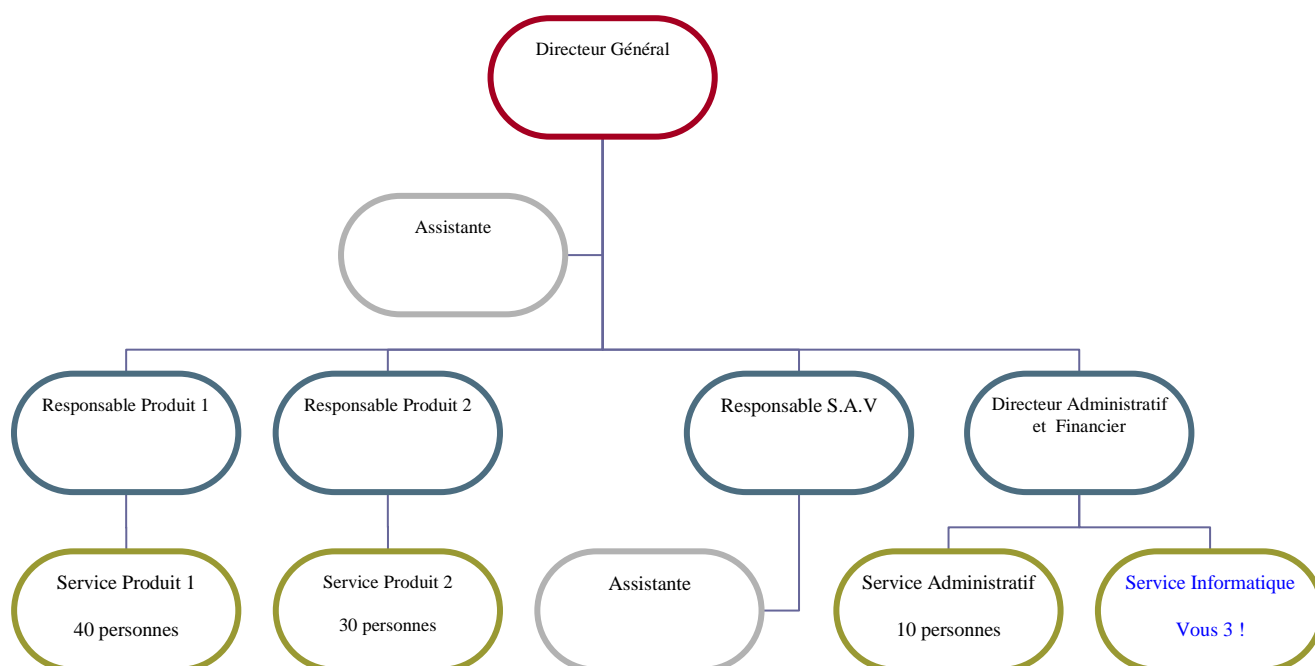 Directeur Général
Assistante
Responsable Produit 1
Responsable Produit 2
Responsable S.A.V
Directeur Administratif
et Financier
Service Produit 1
40 personnes
Service Produit 2
30 personnes
Assistante
Service Administratif
10 personnes
Service Informatique
Vous 3 !